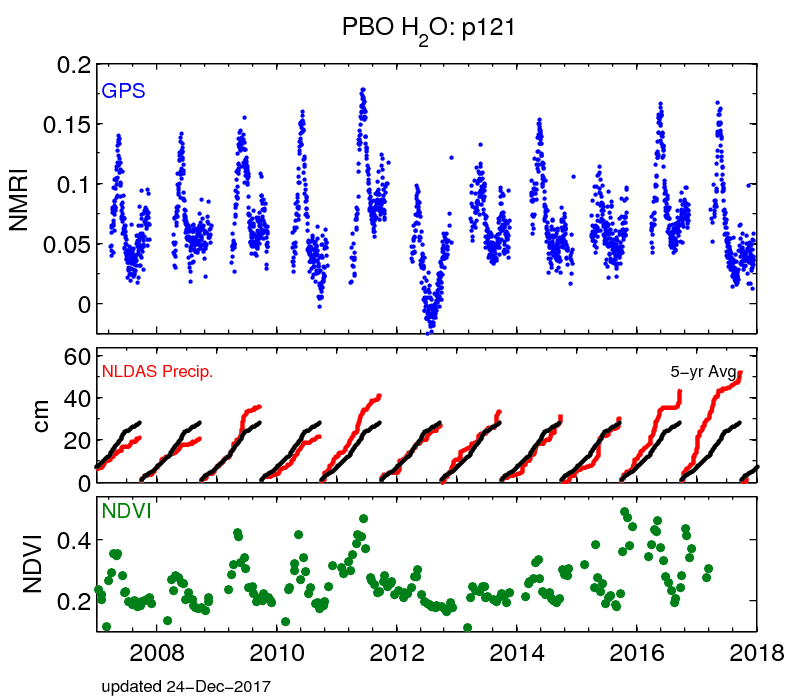 PBO H2O: p121
0.2
GPS
0.15
NMRI
0.1
0.05
0
60
NLDAS Precip. 5−yr Avg.
40
cm
20
0
NDVI
0.4
NDVI
0.2
2008 2010 2012 2014 2016 2018
updated 24−Dec−2017